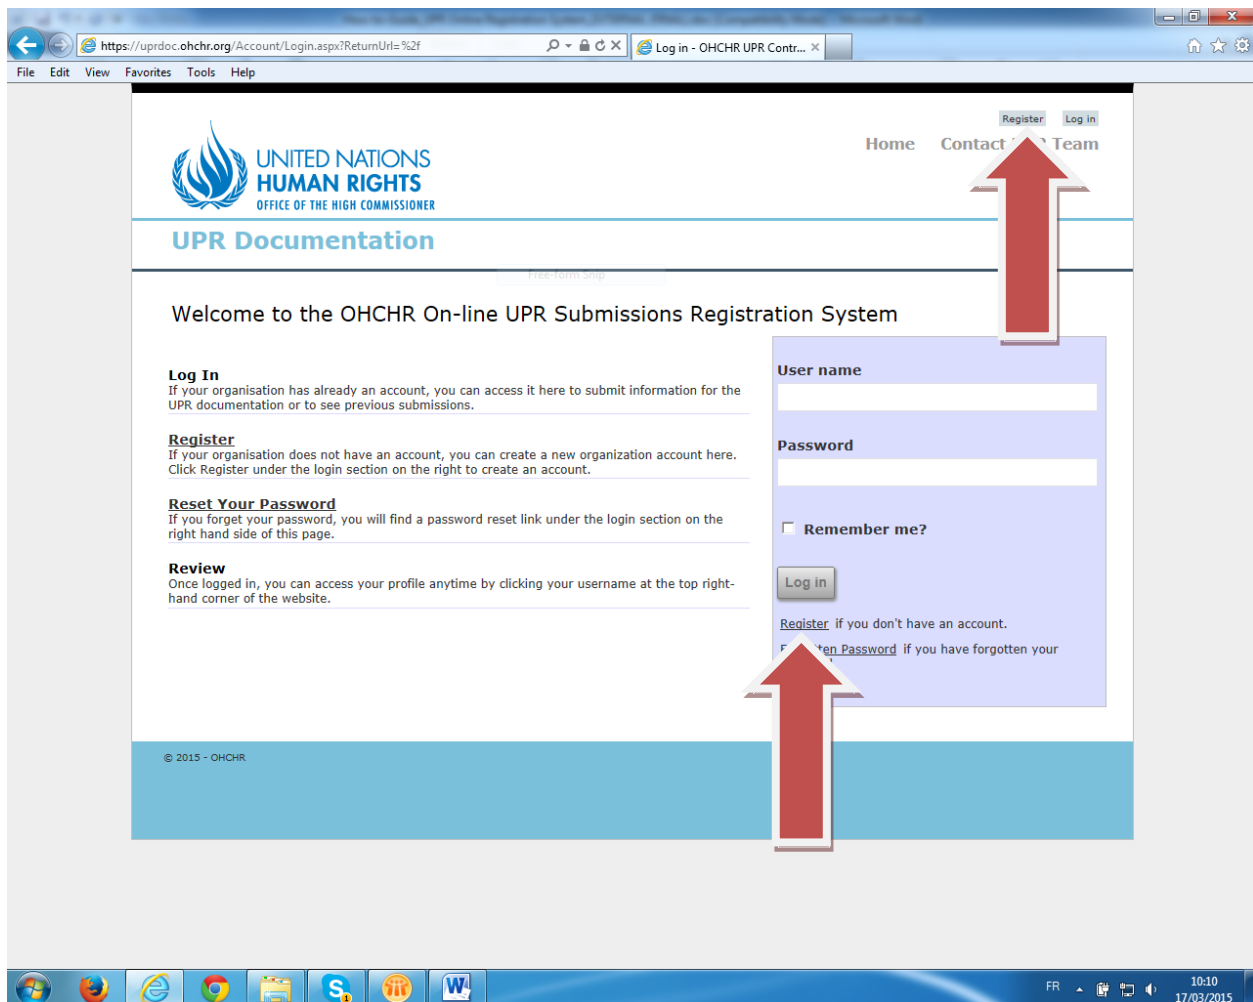 https://uprdoc.ohchr.org/Account/Login.aspx?ReturnUrl=%2f
Log in - OHCHR UPR Contr...
File Edit View Favorites Tools Help
Register Log in
Home Contact Team
UNITED NATIONS
HUMAN RIGHTS
OFFICE OF THE HIGH COMMISSIONER
UPR Documentation
Free-form Snip
Welcome to the OHCHR On-line UPR Submissions Registration System
Log In
If your organisation has already an account, you can access it here to submit information for the
UPR documentation or to see previous submissions.
Register
If your organisation does not have an account, you can create a new organization account here.
Click Register under the login section on the right to create an account.
Reset Your Password
If you forget your password, you will find a password reset link under the login section on the
right hand side of this page.
Review
Once logged in, you can access your profile anytime by clicking your username at the top right-
hand corner of the website.
User name
Password
Remember me?
Log in
Register if you don't have an account.
Password if you have forgotten your
© 2015 - OHCHR
FR
10:10
17/03/2015